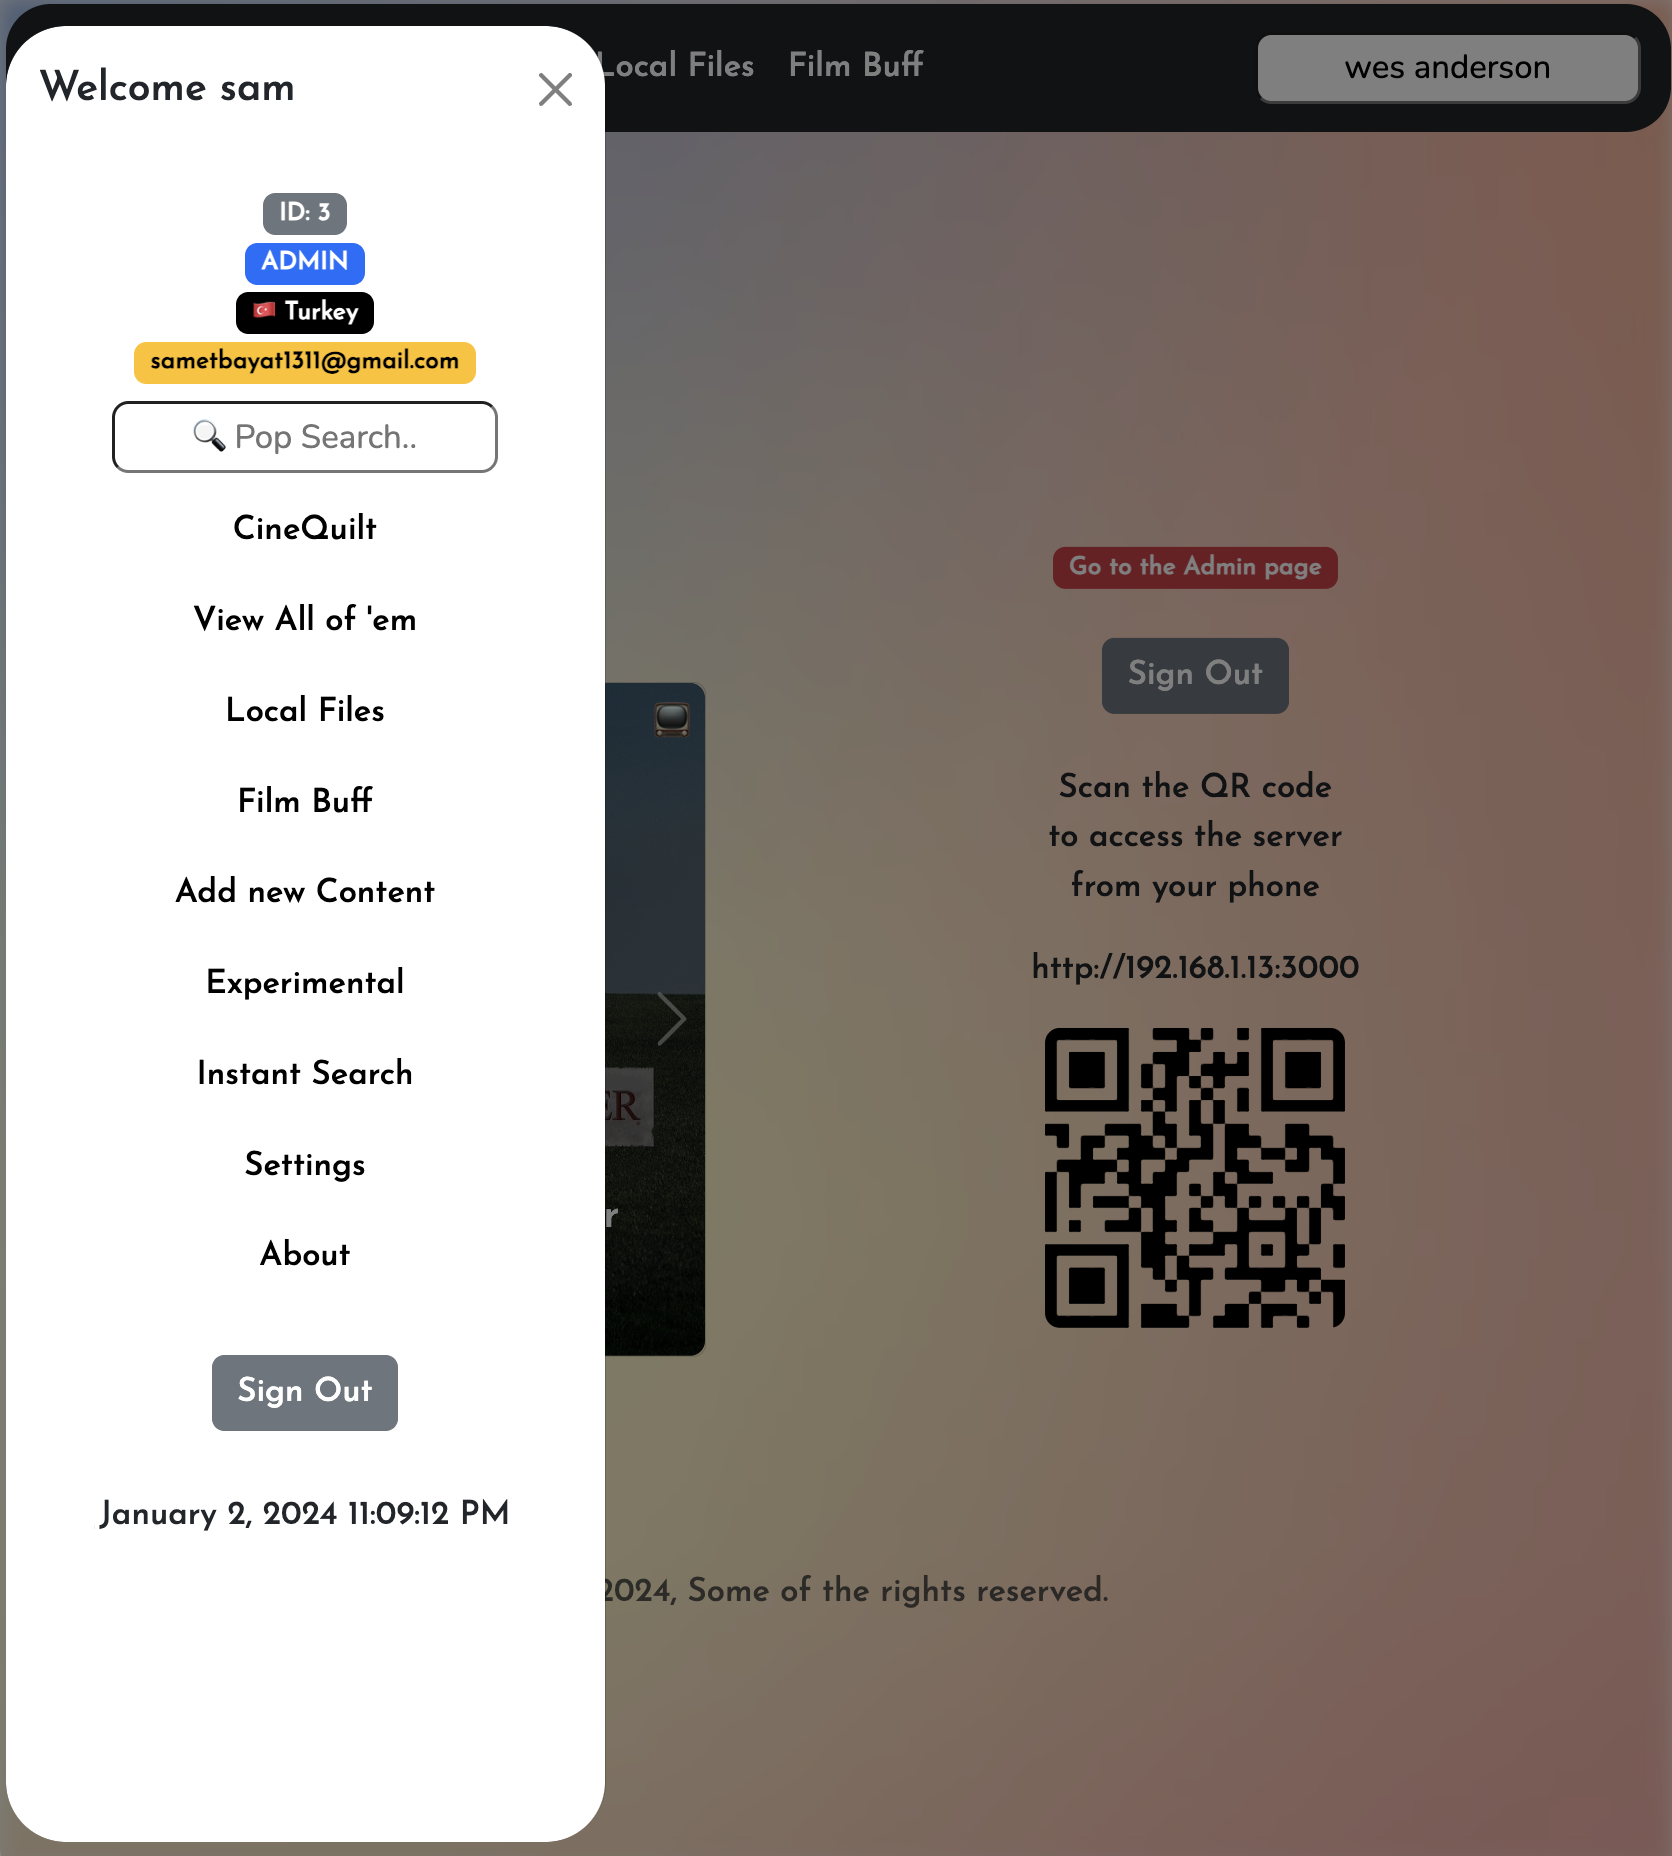 Welcome sam
ID: 3
ADMIN
🇹🇷 Turkey
sametbayat1311@gmail.com
🔍 Pop Search..
CineQuilt
View All of 'em
Local Files
Film Buff
Add new Content
Experimental
Instant Search
Settings
About
Sign Out
January 2, 2024 11:09:12 PM
Local Files Film Buff
wes anderson
Go to the Admin page
Sign Out
Scan the QR code
to access the server
from your phone
http://192.168.1.13:3000
2024, Some of the rights reserved.